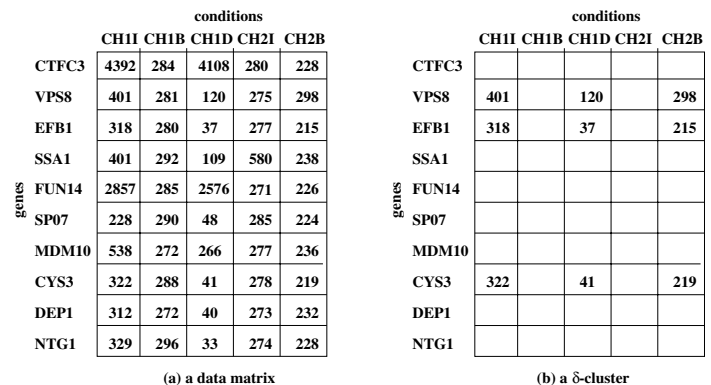 conditions
CH1I CH1B CH1D CH2I CH2B
genes
CTFC3 4392 284 4108 280 228
VPS8 401 281 120 275 298
EFB1 318 280 37 277 215
SSA1 401 292 109 580 238
FUN14 2857 285 2576 271 226
SP07 228 290 48 285 224
MDM10 538 272 266 277 236
CYS3 322 288 41 278 219
DEP1 312 272 40 273 232
NTG1 329 296 33 274 228
(a) a data matrix
conditions
CH1I CH1B CH1D CH2I CH2B
genes
CTFC3
VPS8 401 120 298
EFB1 318 37 215
SSA1
FUN14
SP07
MDM10
CYS3 322 41 219
DEP1
NTG1
(b) a δ-cluster